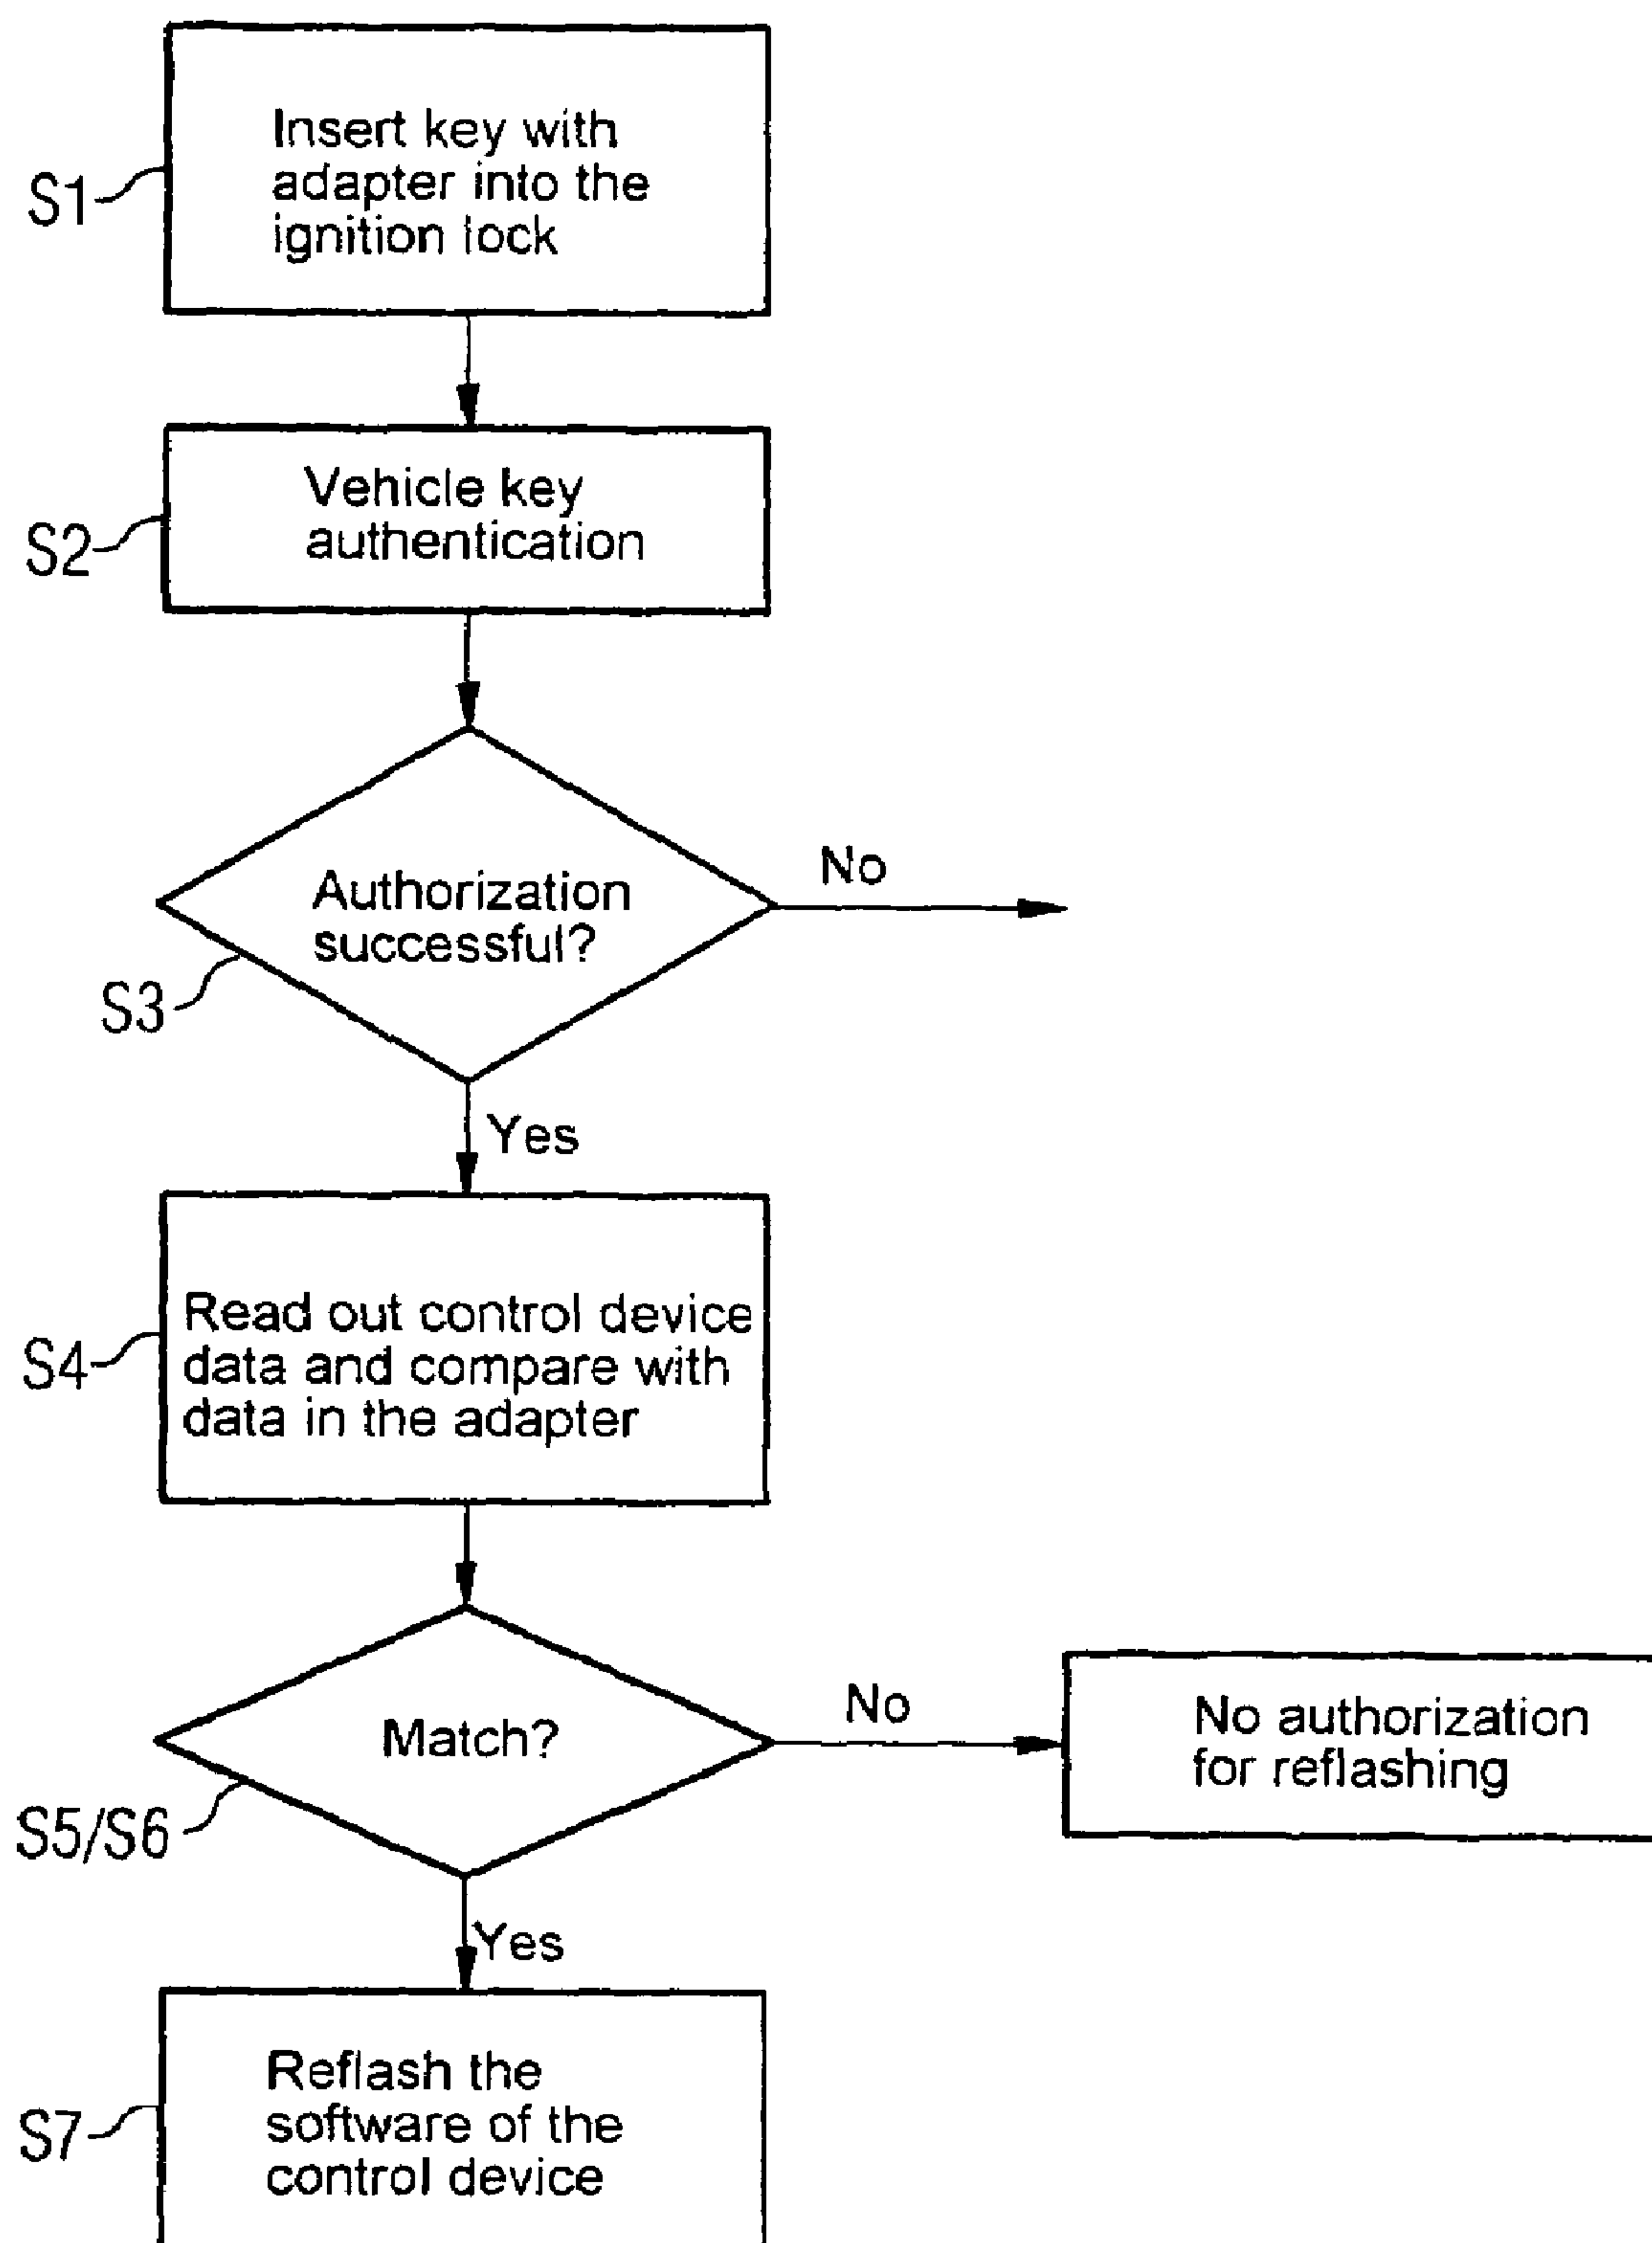 Insert key with
adapter into the
ignition lock
S1
Vehicle key
authentication
S2
Authorization
successful?
No
S3
Yes
Read out control device
data and compare with
data in the adapter
S4
Match?
No
No authorization
for reflashing
S5/S6
Yes
Reflash the
software of the
control device
S7